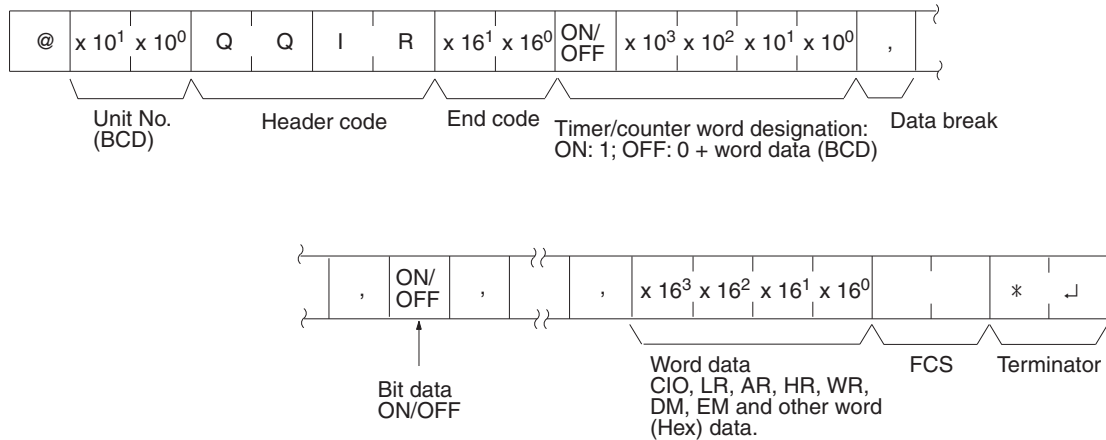 @ x 10¹ x 10⁰ Q Q I R x 16¹ x 16⁰ ON/OFF x 10³ x 10² x 10¹ x 10⁰ ,
Unit No.
(BCD)
Header code
End code
Timer/counter word designation:
ON: 1; OFF: 0 + word data (BCD)
Data break
, ON/OFF , , x 16³ x 16² x 16¹ x 16⁰ * ↵
Bit data
ON/OFF
Word data
CIO, LR, AR, HR, WR,
DM, EM and other word
(Hex) data.
FCS
Terminator